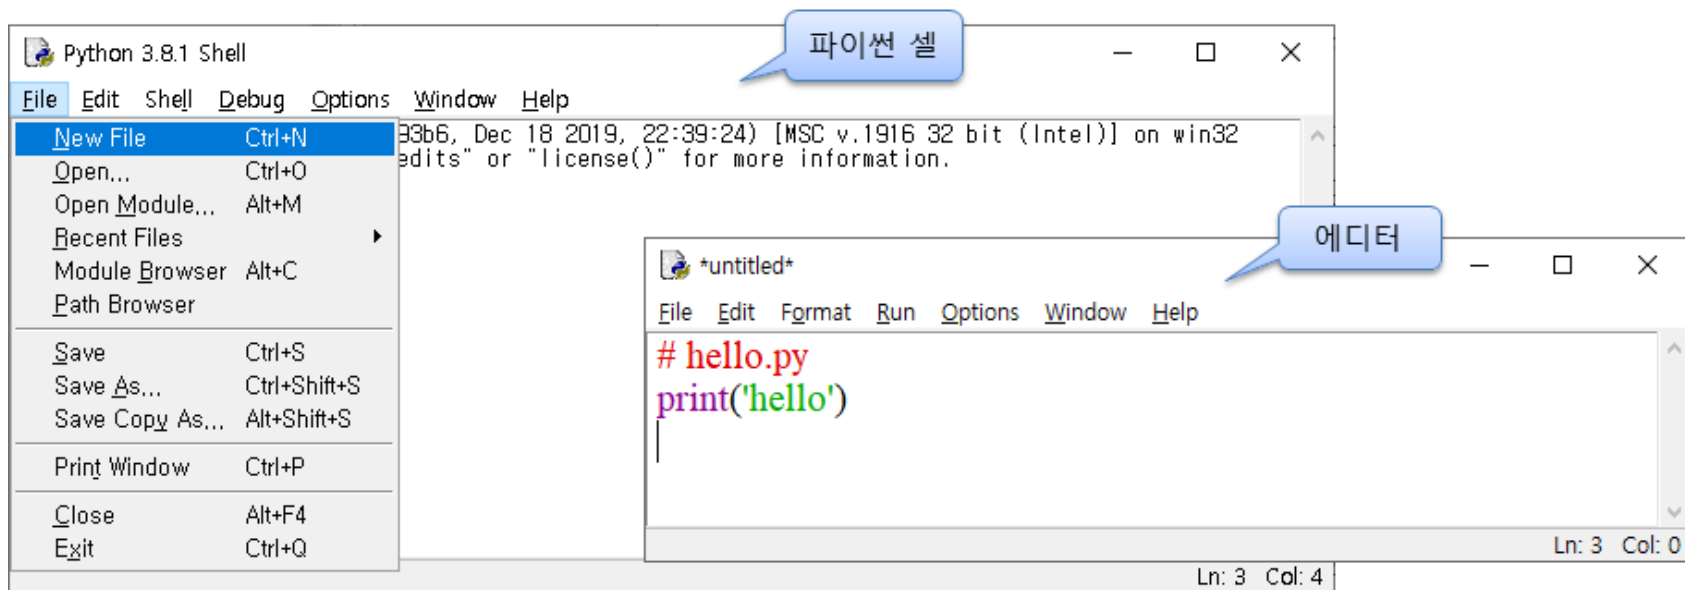 파이썬 셸
Python 3.8.1 Shell
File Edit Shell Debug Options Window Help
New File Ctrl+N
Open... Ctrl+O
Open Module... Alt+M
Recent Files
Module Browser Alt+C
Path Browser
Save Ctrl+S
Save As... Ctrl+Shift+S
Save Copy As... Alt+Shift+S
Print Window Ctrl+P
Close Alt+F4
Exit Ctrl+Q
93b6, Dec 18 2019, 22:39:24) [MSC v.1916 32 bit (Intel)] on win32
edits" or "license()" for more information.
에디터
*untitled*
File Edit Format Run Options Window Help
# hello.py
print('hello')
Ln: 3 Col: 0
Ln: 3 Col: 4